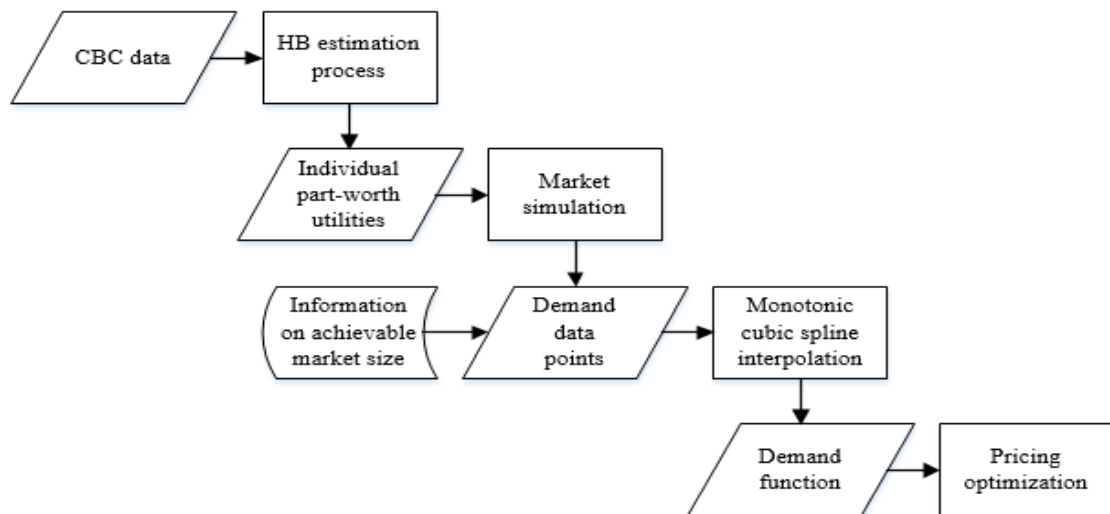 CBC data
HB estimation
process
Individual
part-worth
utilities
Market
simulation
Information
on achievable
market size
Demand
data
points
Monotonic
cubic spline
interpolation
Demand
function
Pricing
optimization